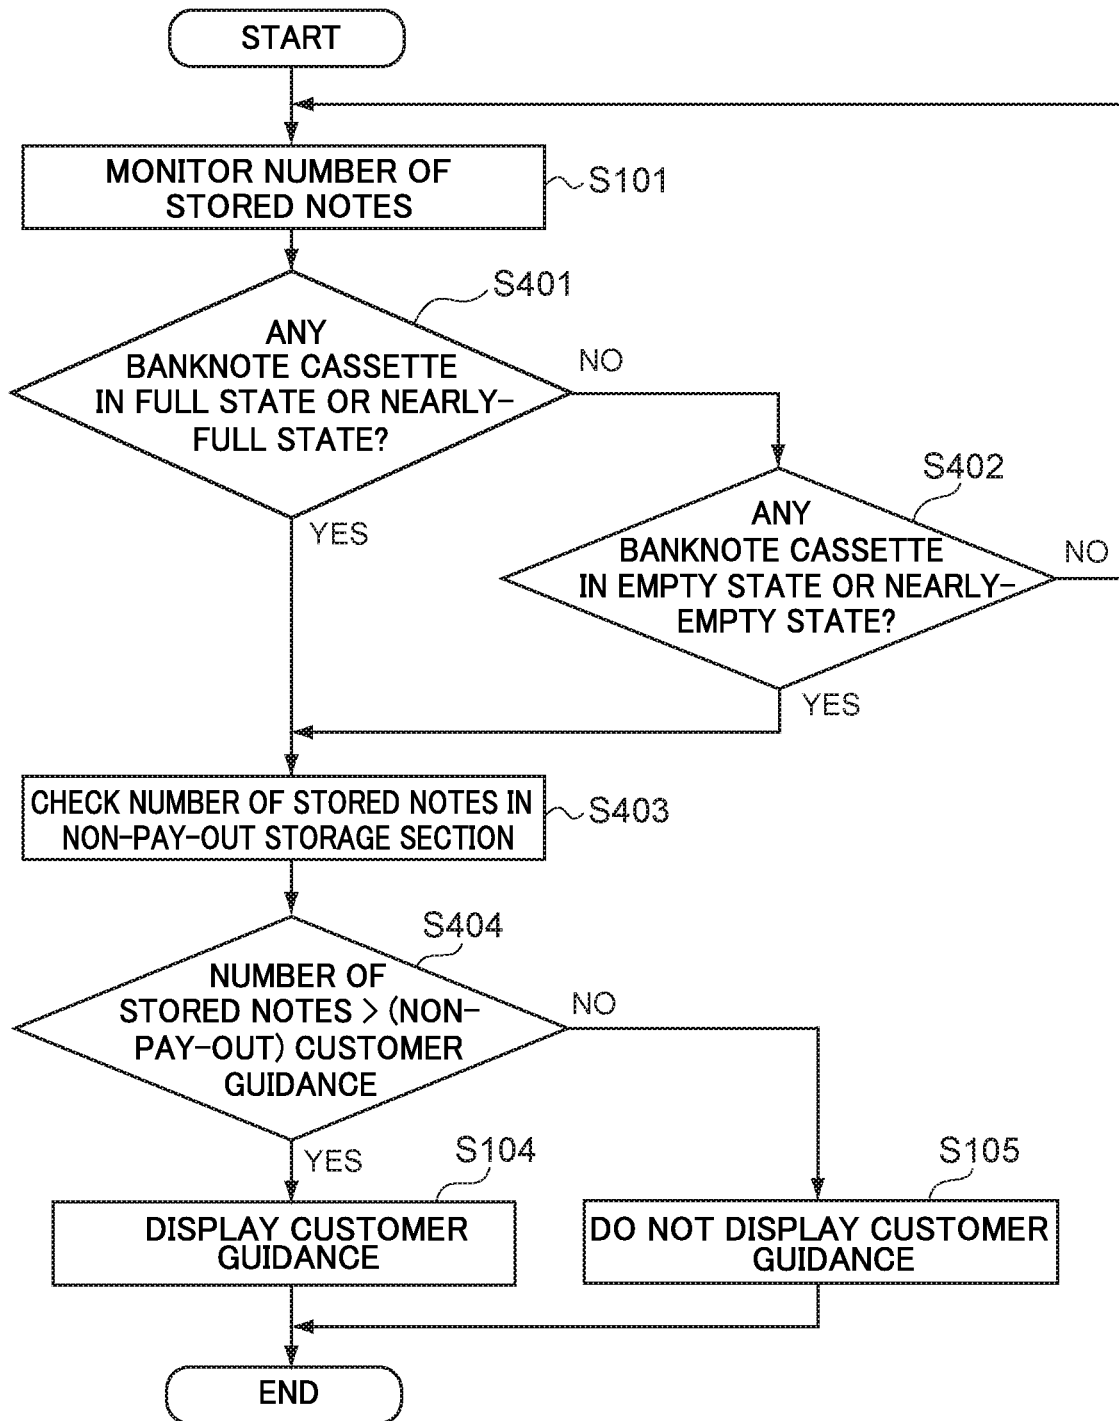 START
MONITOR NUMBER OF
STORED NOTES
S101
S401
ANY
BANKNOTE CASSETTE
IN FULL STATE OR NEARLY-
FULL STATE?
NO
YES
S402
ANY
BANKNOTE CASSETTE
IN EMPTY STATE OR NEARLY-
EMPTY STATE?
NO
YES
CHECK NUMBER OF STORED NOTES IN
NON-PAY-OUT STORAGE SECTION
S403
S404
NUMBER OF
STORED NOTES > (NON-
PAY-OUT) CUSTOMER
GUIDANCE
NO
YES
S104
DISPLAY CUSTOMER
GUIDANCE
S105
DO NOT DISPLAY CUSTOMER
GUIDANCE
END